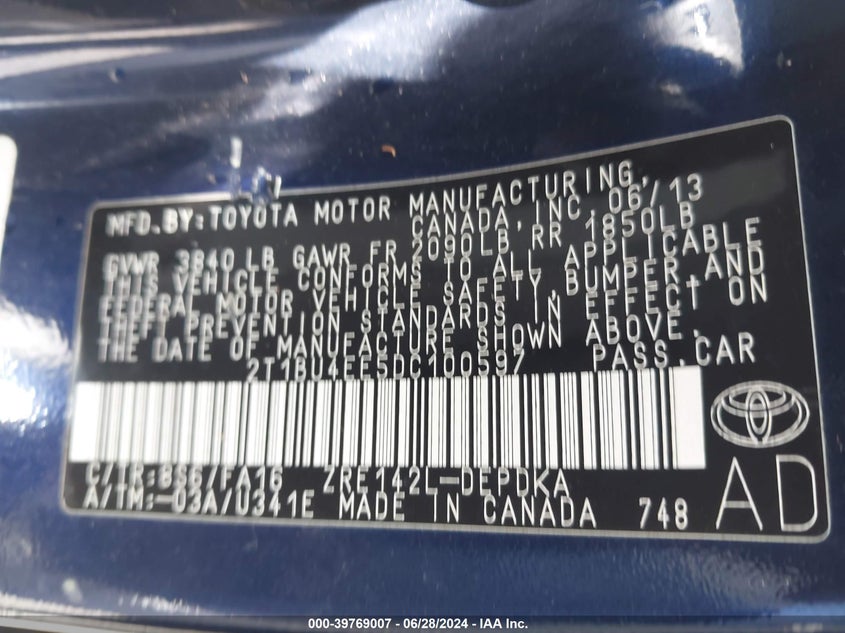 MFD.BY:TOYOTA MOTOR MANUFACTURING,
CANADA, INC. 06/13
GVWR 3840 LB GAWR FR 2090LB RR 1850LB
THIS VEHICLE CONFORMS TO ALL APPLICABLE
FEDERAL MOTOR VEHICLE SAFETY, BUMPER, AND
THEFT PREVENTION STANDARDS IN EFFECT ON
THE DATE OF MANUFACTURE SHOWN ABOVE.
2T1BU4EE5DC100597 PASS.CAR
C/TR:8S6/FA16 ZRE142L-DEPDKA
A/TM:-03A/U341E MADE IN CANADA 748
AD
000-39769007 - 06/28/2024 - IAA Inc.